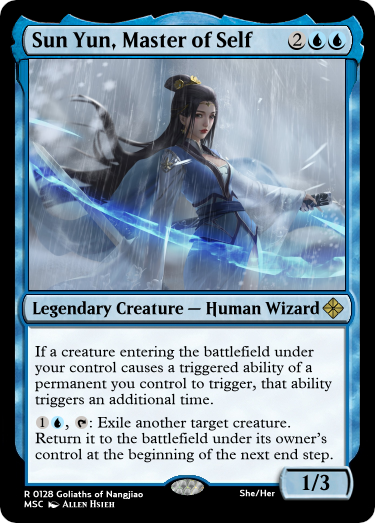 Sun Yun, Master of Self 2
Legendary Creature — Human Wizard
If a creature entering the battlefield under
your control causes a triggered ability of a
permanent you control to trigger, that ability
triggers an additional time.
1, : Exile another target creature.
Return it to the battlefield under its owner's
control at the beginning of the next end step.
R 0128 Goliaths of Nangjiao
MSC Allen Hsieh
She/Her
1/3